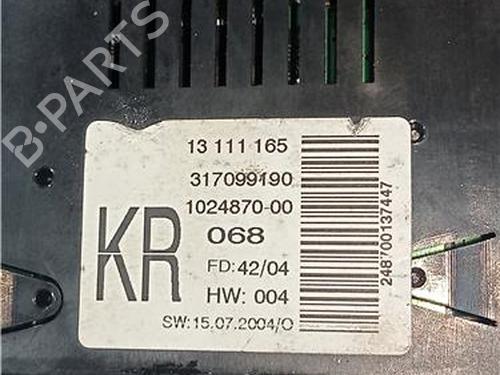 B-PARTS
13 111 165
317099190
1024870-00
068
KR
FD: 42/04
HW: 004
SW: 15.07.2004/O
248700137447